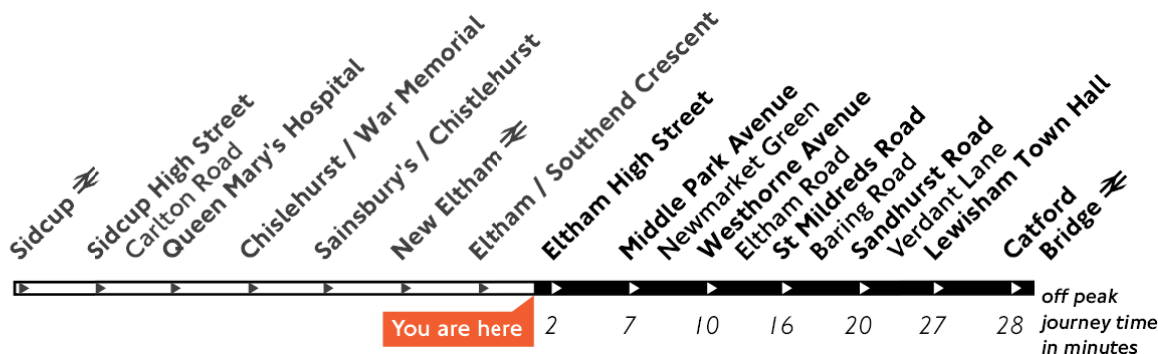 Sidcup
Sidcup High Street
Carlton Road
Queen Mary's Hospital
Chislehurst / War Memorial
Sainsbury's / Chistlehurst
New Eltham
Eltham / Southend Crescent
Eltham High Street
Middle Park Avenue
Newmarket Green
Westhorne Avenue
Eltham Road
St Mildreds Road
Baring Road
Sandhurst Road
Verdant Lane
Lewisham Town Hall
Catford
Bridge
You are here
2 7 10 16 20 27 28
off peak
journey time
in minutes